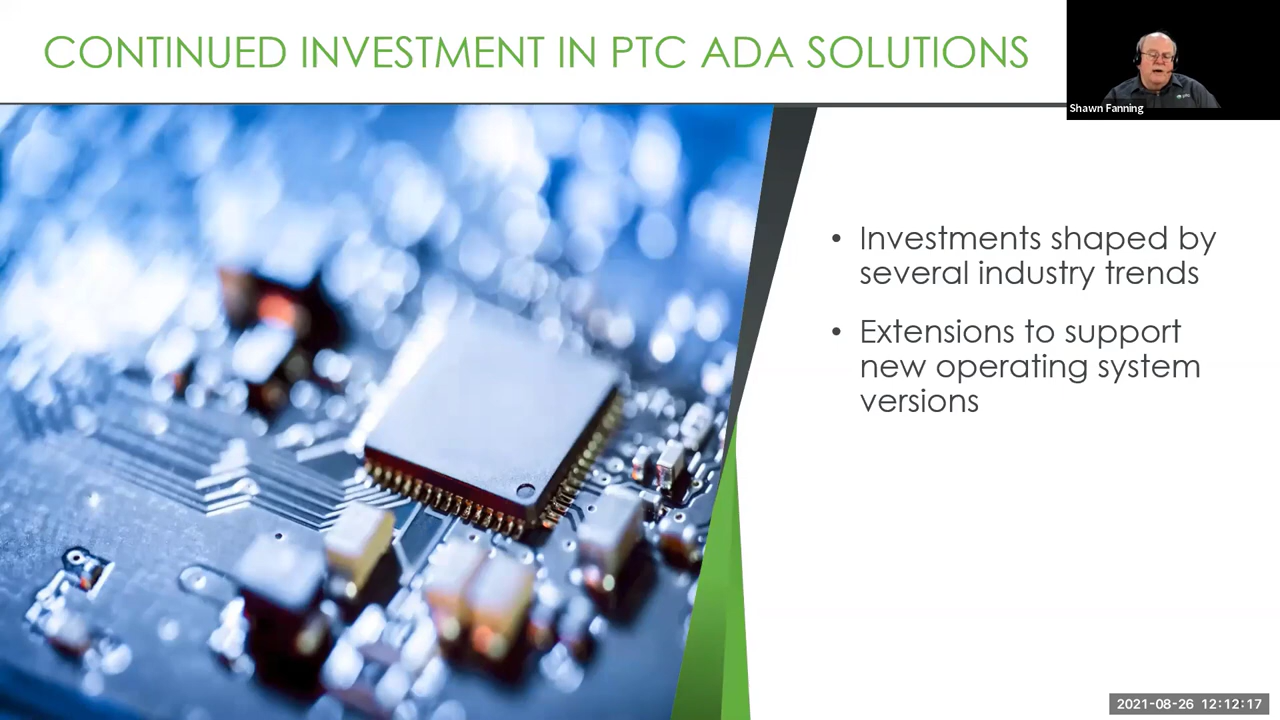 CONTINUED INVESTMENT IN PTC ADA SOLUTIONS
Shawn Fanning
• Investments shaped by
several industry trends
• Extensions to support
new operating system
versions
2021-08-26 12:12:17